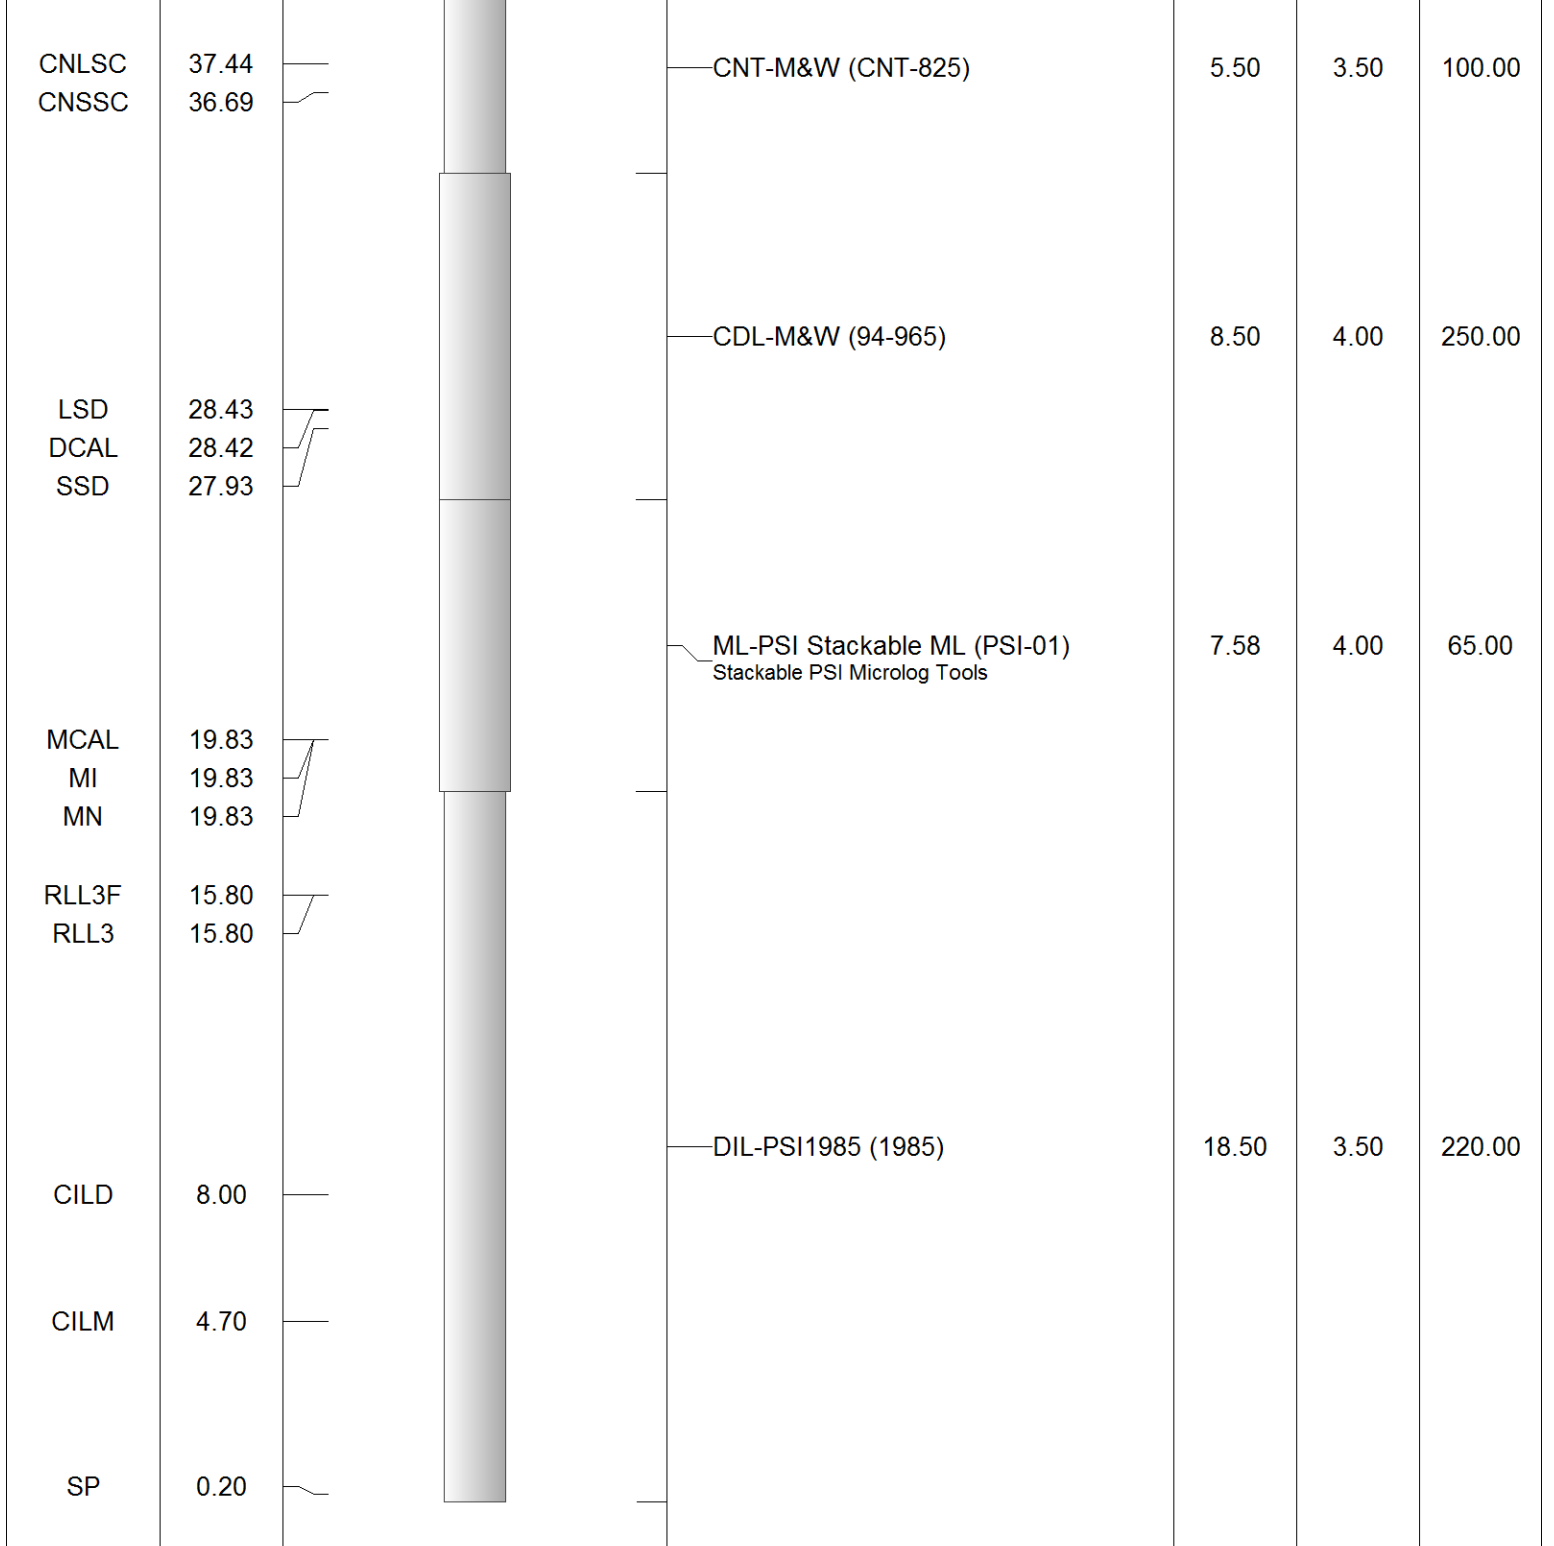 CNLSC 37.44 CNT-M&W (CNT-825) 5.50 3.50 100.00
CNSSC 36.69
CDL-M&W (94-965) 8.50 4.00 250.00
LSD 28.43
DCAL 28.42
SSD 27.93
ML-PSI Stackable ML (PSI-01) 7.58 4.00 65.00
Stackable PSI Microlog Tools
MCAL 19.83
MI 19.83
MN 19.83
RLL3F 15.80
RLL3 15.80
DIL-PSI1985 (1985) 18.50 3.50 220.00
CILD 8.00
CILM 4.70
SP 0.20